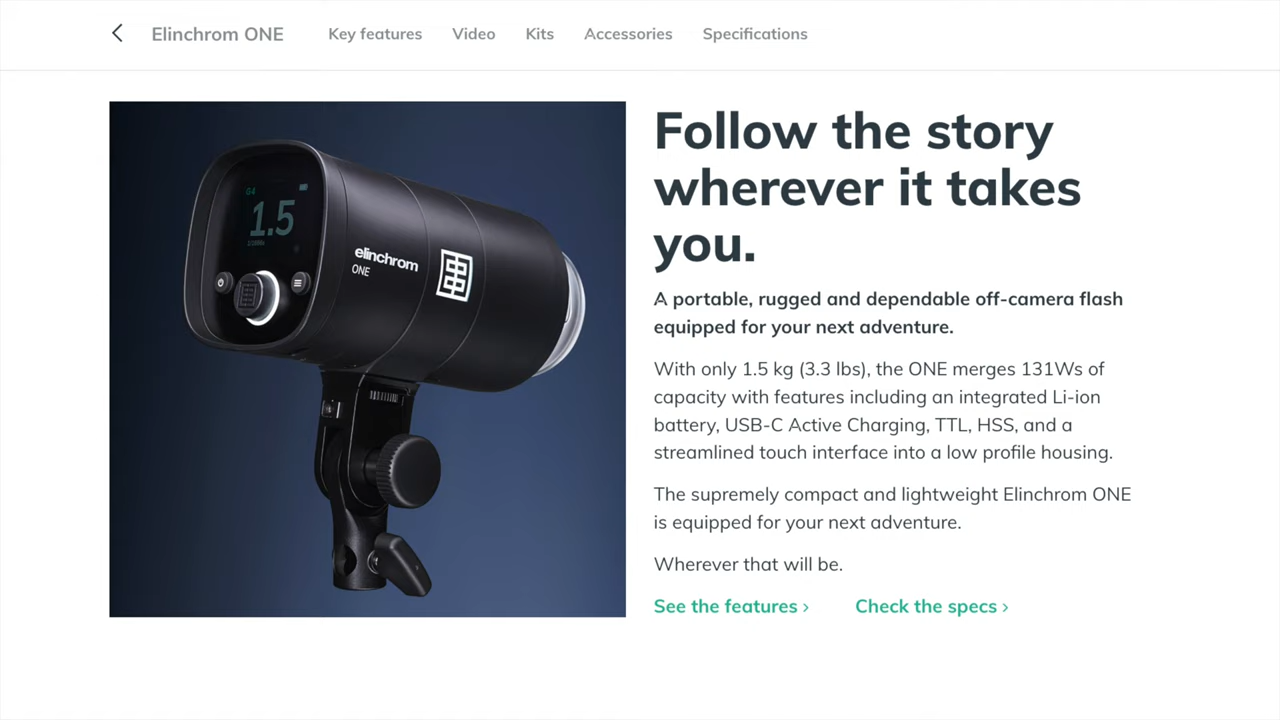 Elinchrom ONE Key features Video Kits Accessories Specifications
G4
1.5
elinchrom
ONE
Follow the story
wherever it takes
you.
A portable, rugged and dependable off-camera flash
equipped for your next adventure.
With only 1.5 kg (3.3 lbs), the ONE merges 131Ws of
capacity with features including an integrated Li-ion
battery, USB-C Active Charging, TTL, HSS, and a
streamlined touch interface into a low profile housing.
The supremely compact and lightweight Elinchrom ONE
is equipped for your next adventure.
Wherever that will be.
See the features › Check the specs ›